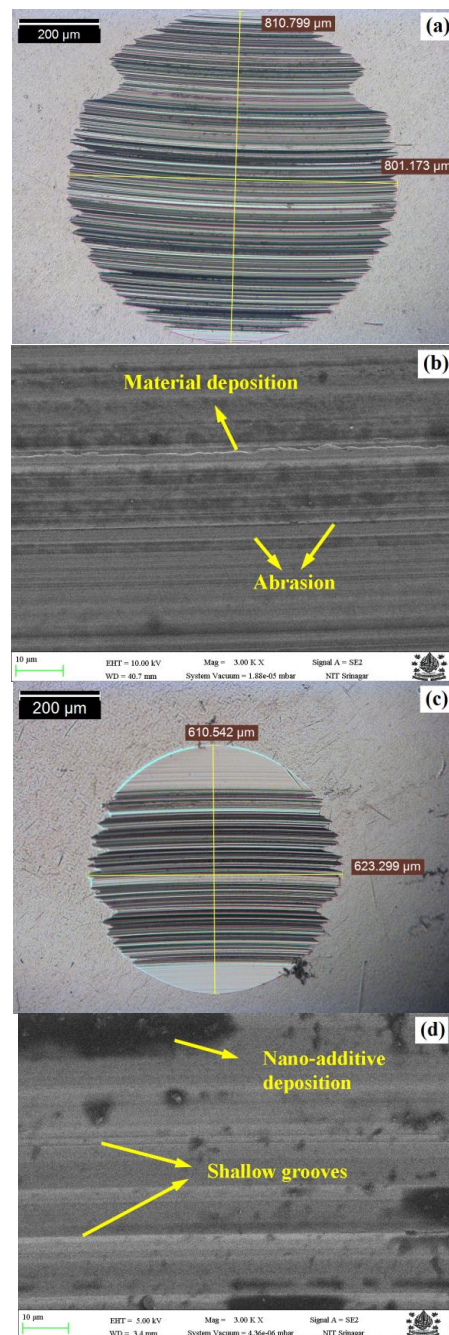 810.799 µm
(a)
200 µm
801.173 µm
(b)
Material deposition
Abrasion
10 µm
EHT = 10.00 kV
Mag = 3.00 K X
Signal A = SE2
WD = 40.7 mm
System Vacuum = 1.88e-05 mbar
NIT Srinagar
(c)
200 µm
610.542 µm
623.299 µm
(d)
Nano-additive
deposition
Shallow grooves
10 µm
EHT = 5.00 kV
Mag = 3.00 K X
Signal A = SE2
WD = 3.4 mm
System Vacuum = 4.36e-06 mbar
NIT Srinagar